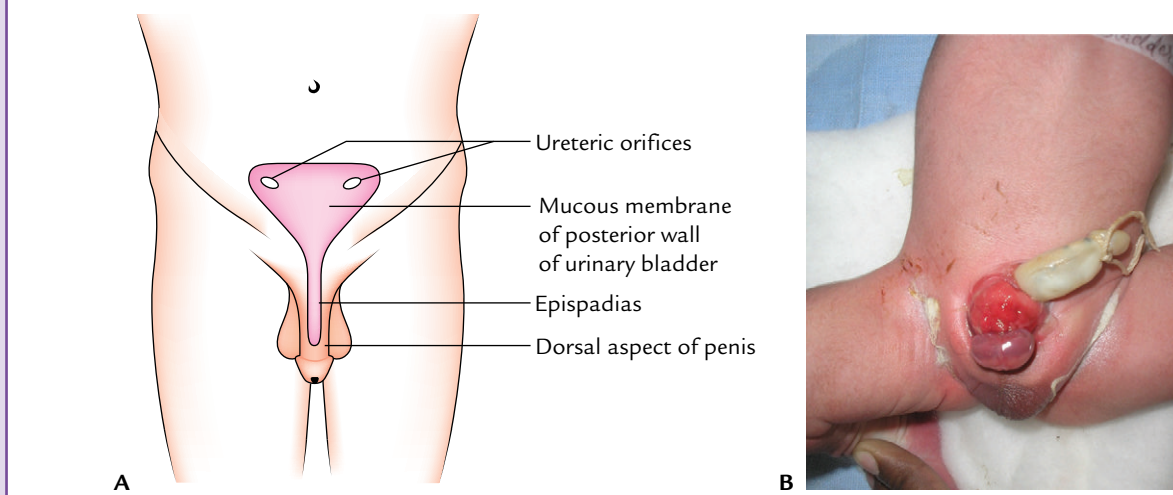 Ureteric orifices
Mucous membrane
of posterior wall
of urinary bladder
Epispadias
Dorsal aspect of penis
A
B